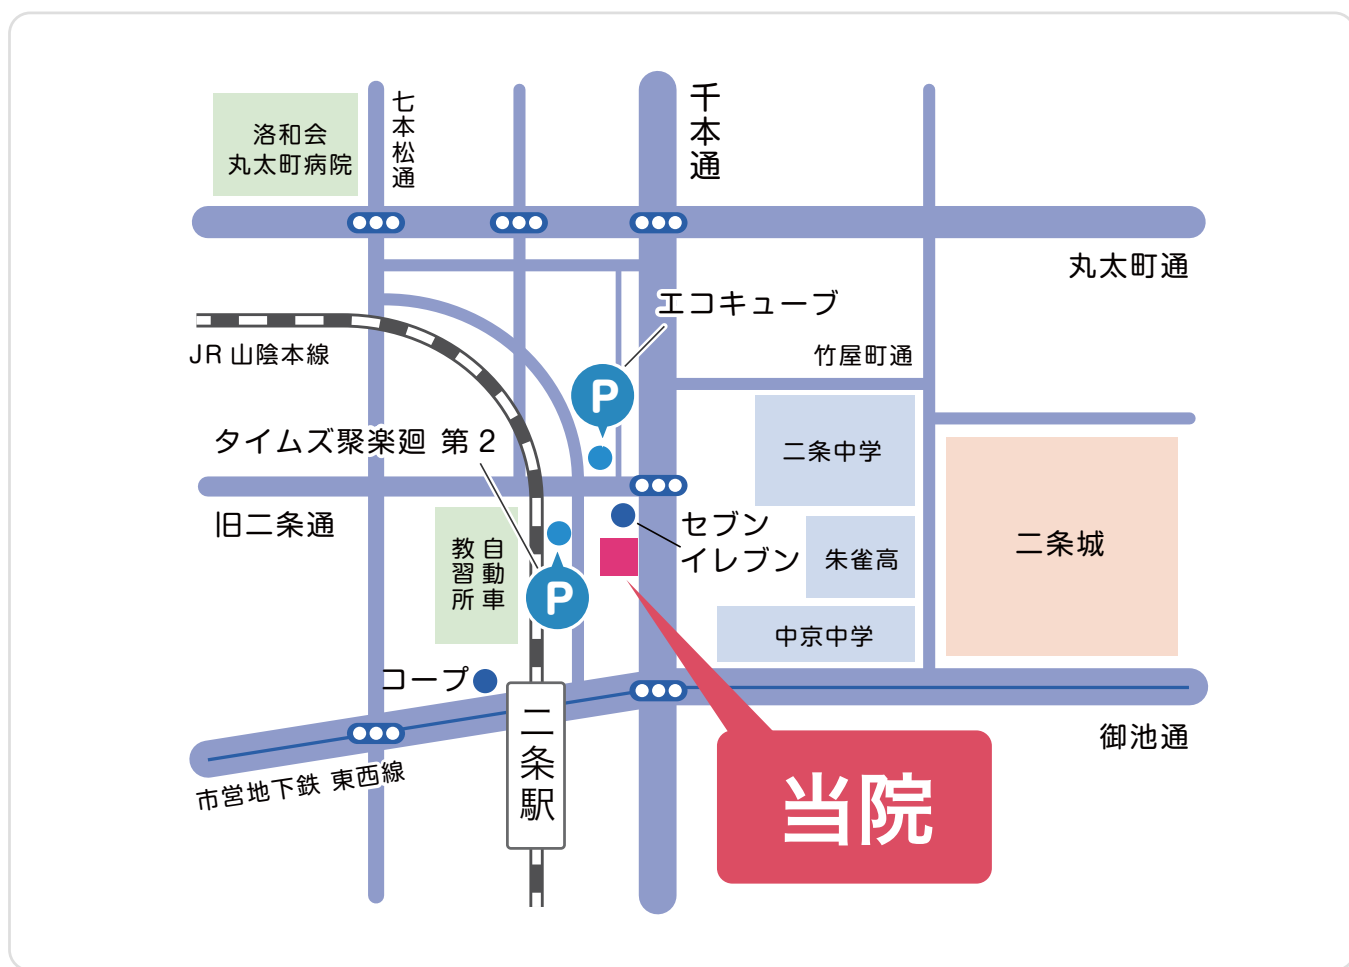 洛和会
丸太町病院
七本松通
千本通
丸太町通
エコキューブ
P
JR 山陰本線
竹屋町通
タイムズ聚楽廻 第2
二条中学
旧二条通
セブン
イレブン
二条城
自動車
教習所
P
朱雀高
中京中学
コープ
二条駅
御池通
市営地下鉄 東西線
当院